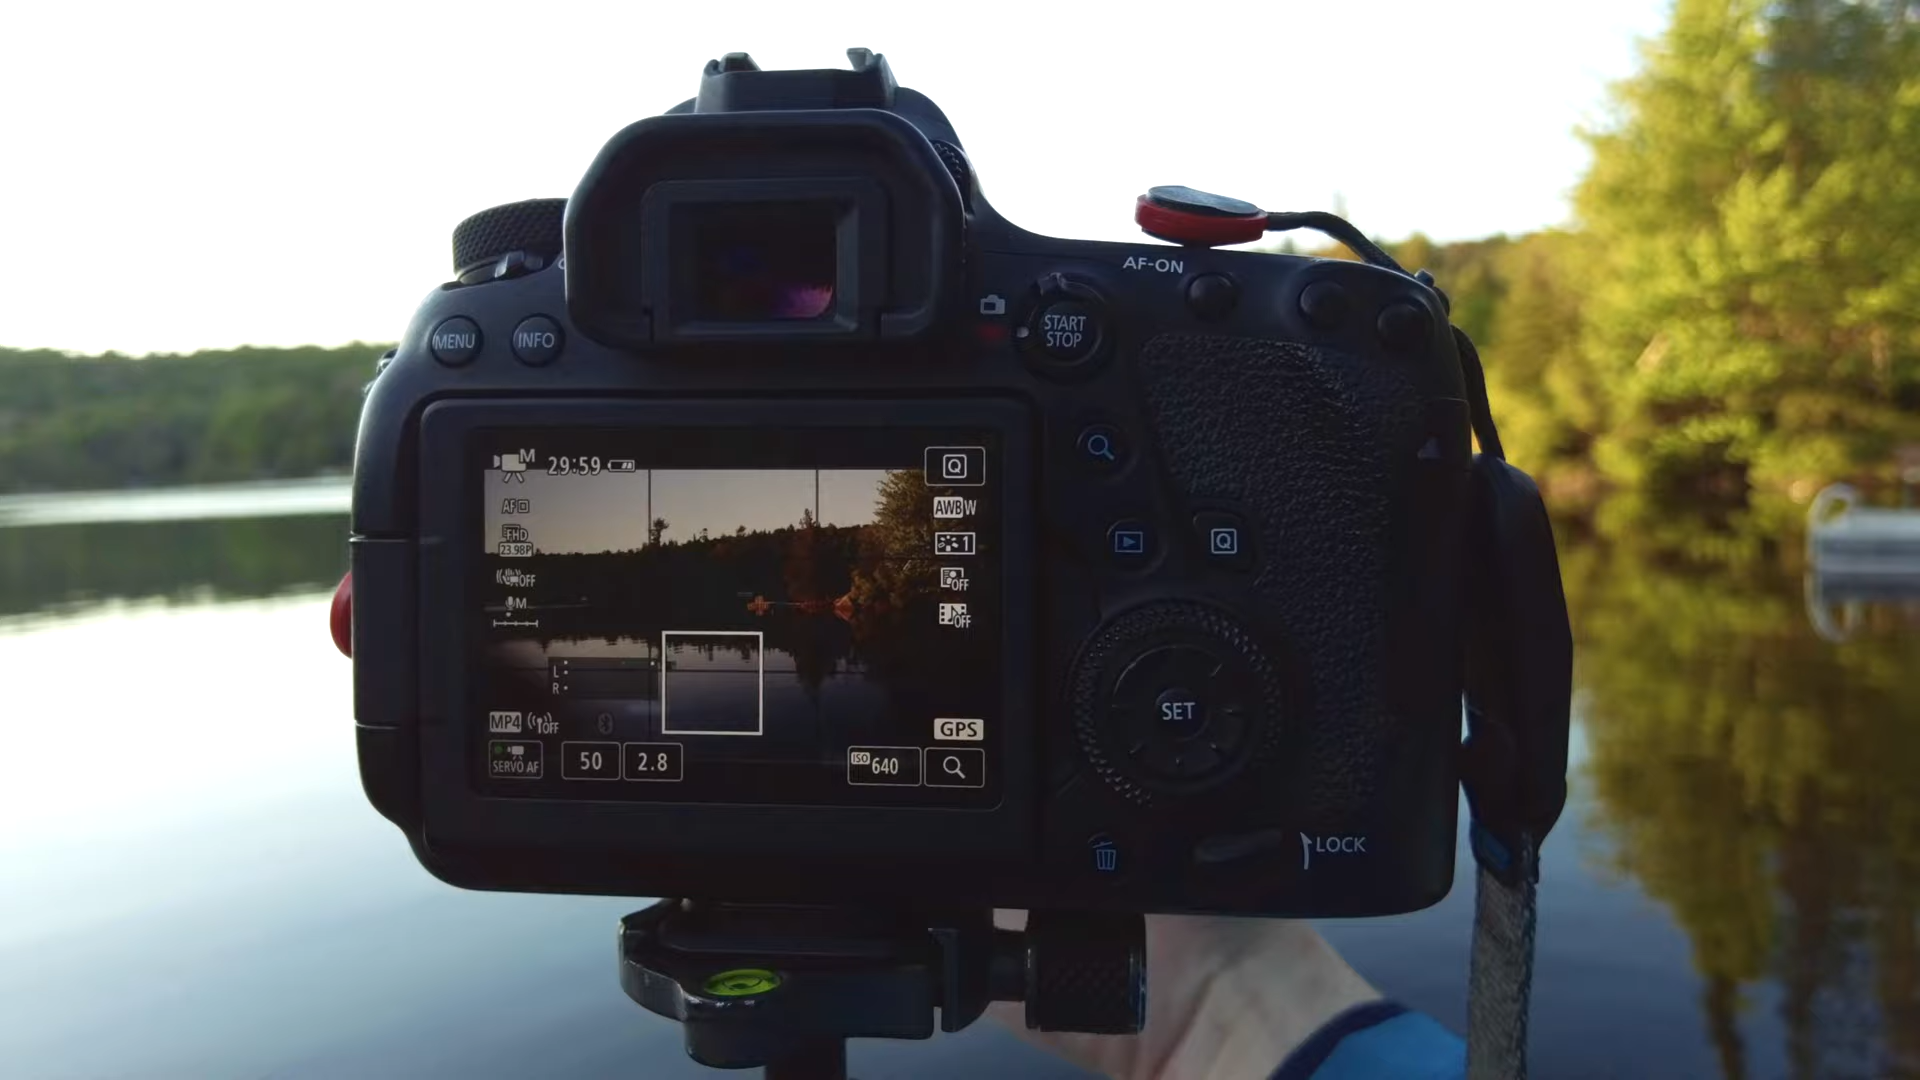 AF-ON
START
STOP
MENU
INFO
M
29:59
Q
AF
AWB W
FHD
23.98P
1
OFF
OFF
M
OFF
L
R
MP4
OFF
GPS
SERVO AF
50
2.8
ISO
640
Q
SET
LOCK